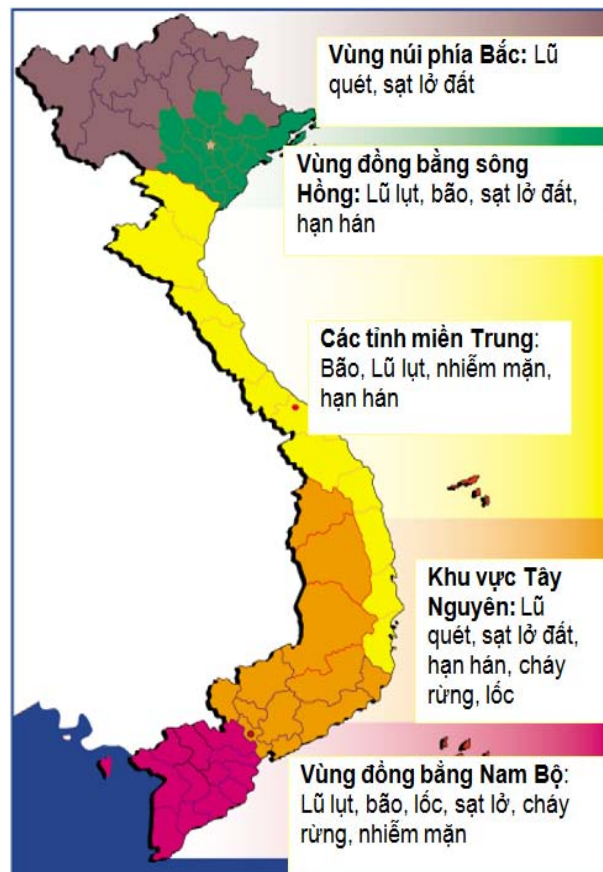 Vùng núi phía Bắc: Lũ
quét, sạt lở đất
Vùng đồng bằng sông
Hồng: Lũ lụt, bão, sạt lở đất,
hạn hán
Các tỉnh miền Trung:
Bão, Lũ lụt, nhiễm mặn,
hạn hán
Khu vực Tây
Nguyên: Lũ
quét, sạt lở đất,
hạn hán, cháy
rừng, lốc
Vùng đồng bằng Nam Bộ:
Lũ lụt, bão, lốc, sạt lở, cháy
rừng, nhiễm mặn